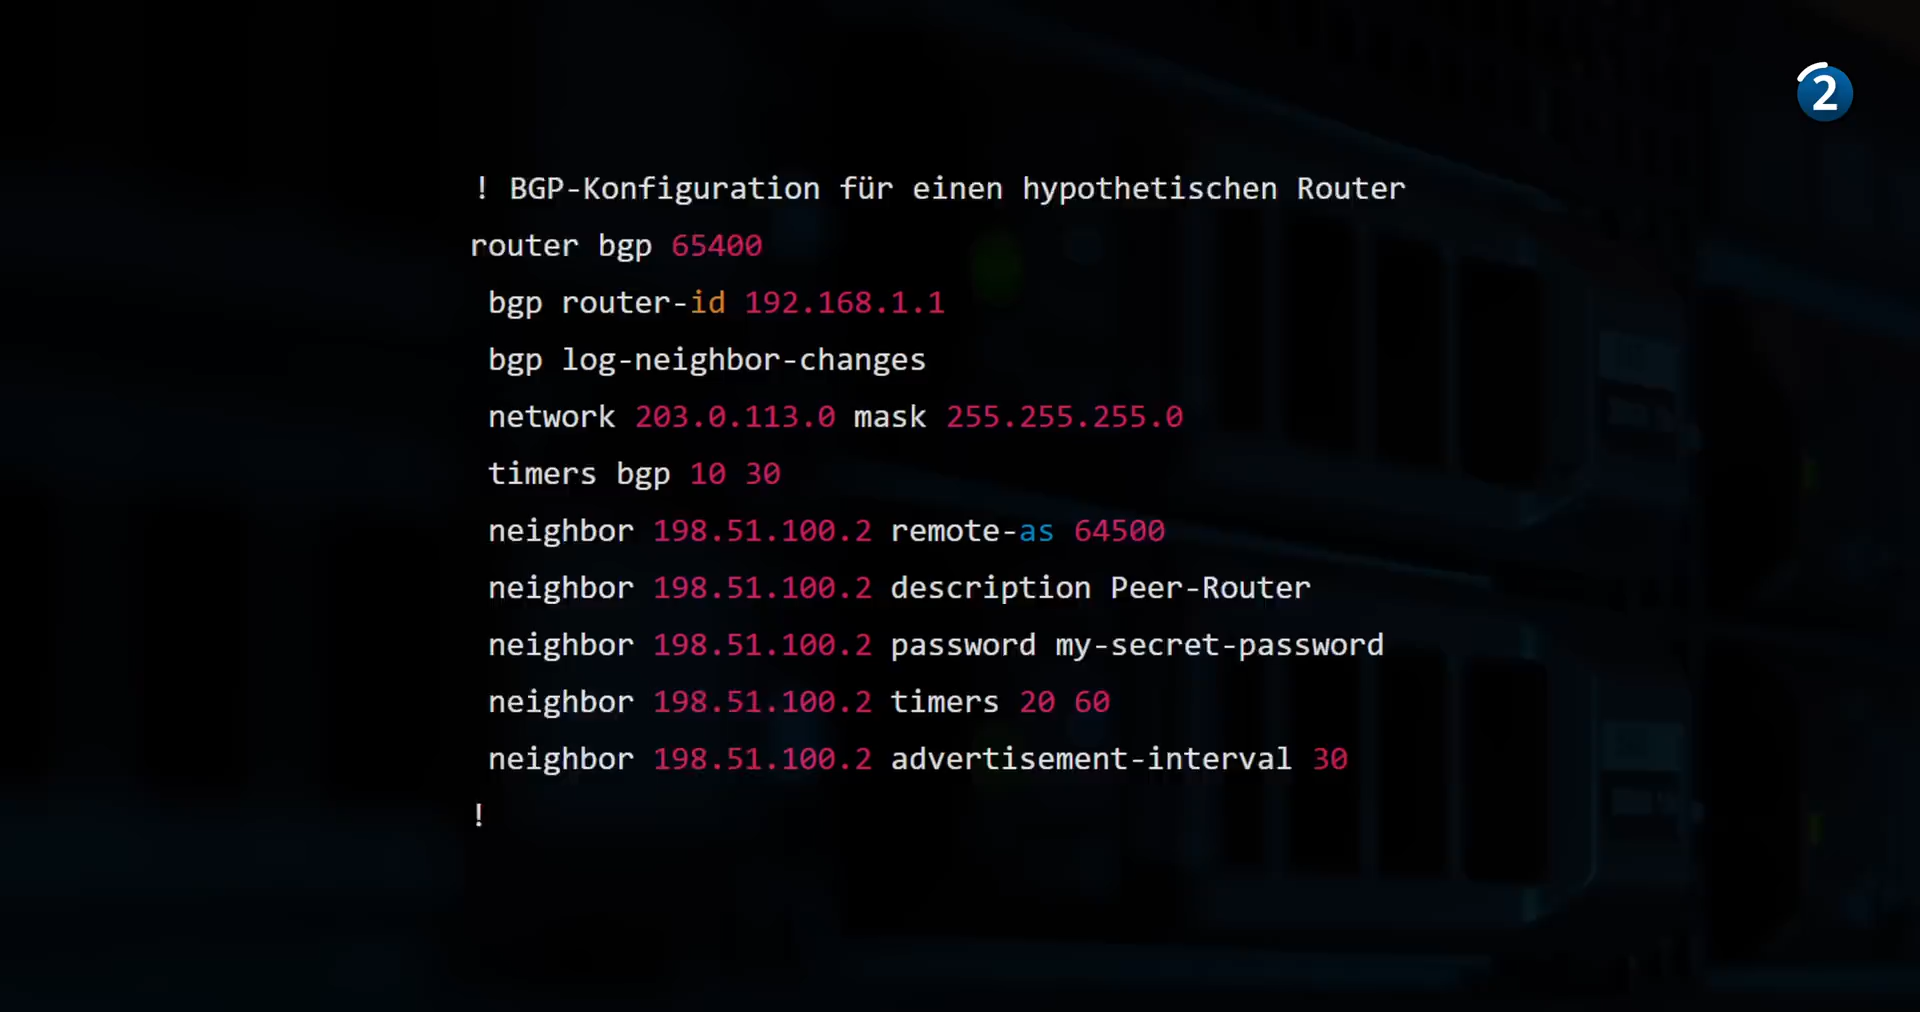 2
! BGP-Konfiguration für einen hypothetischen Router
router bgp 65400
bgp router-id 192.168.1.1
bgp log-neighbor-changes
network 203.0.113.0 mask 255.255.255.0
timers bgp 10 30
neighbor 198.51.100.2 remote-as 64500
neighbor 198.51.100.2 description Peer-Router
neighbor 198.51.100.2 password my-secret-password
neighbor 198.51.100.2 timers 20 60
neighbor 198.51.100.2 advertisement-interval 30
!